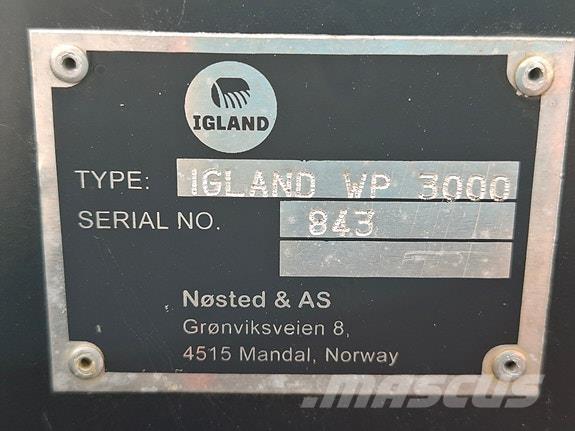 IGLAND
TYPE: IGLAND WP 3000
SERIAL NO. 843
Nøsted & AS
Grønviksveien 8,
4515 Mandal, Norway
MASCUS